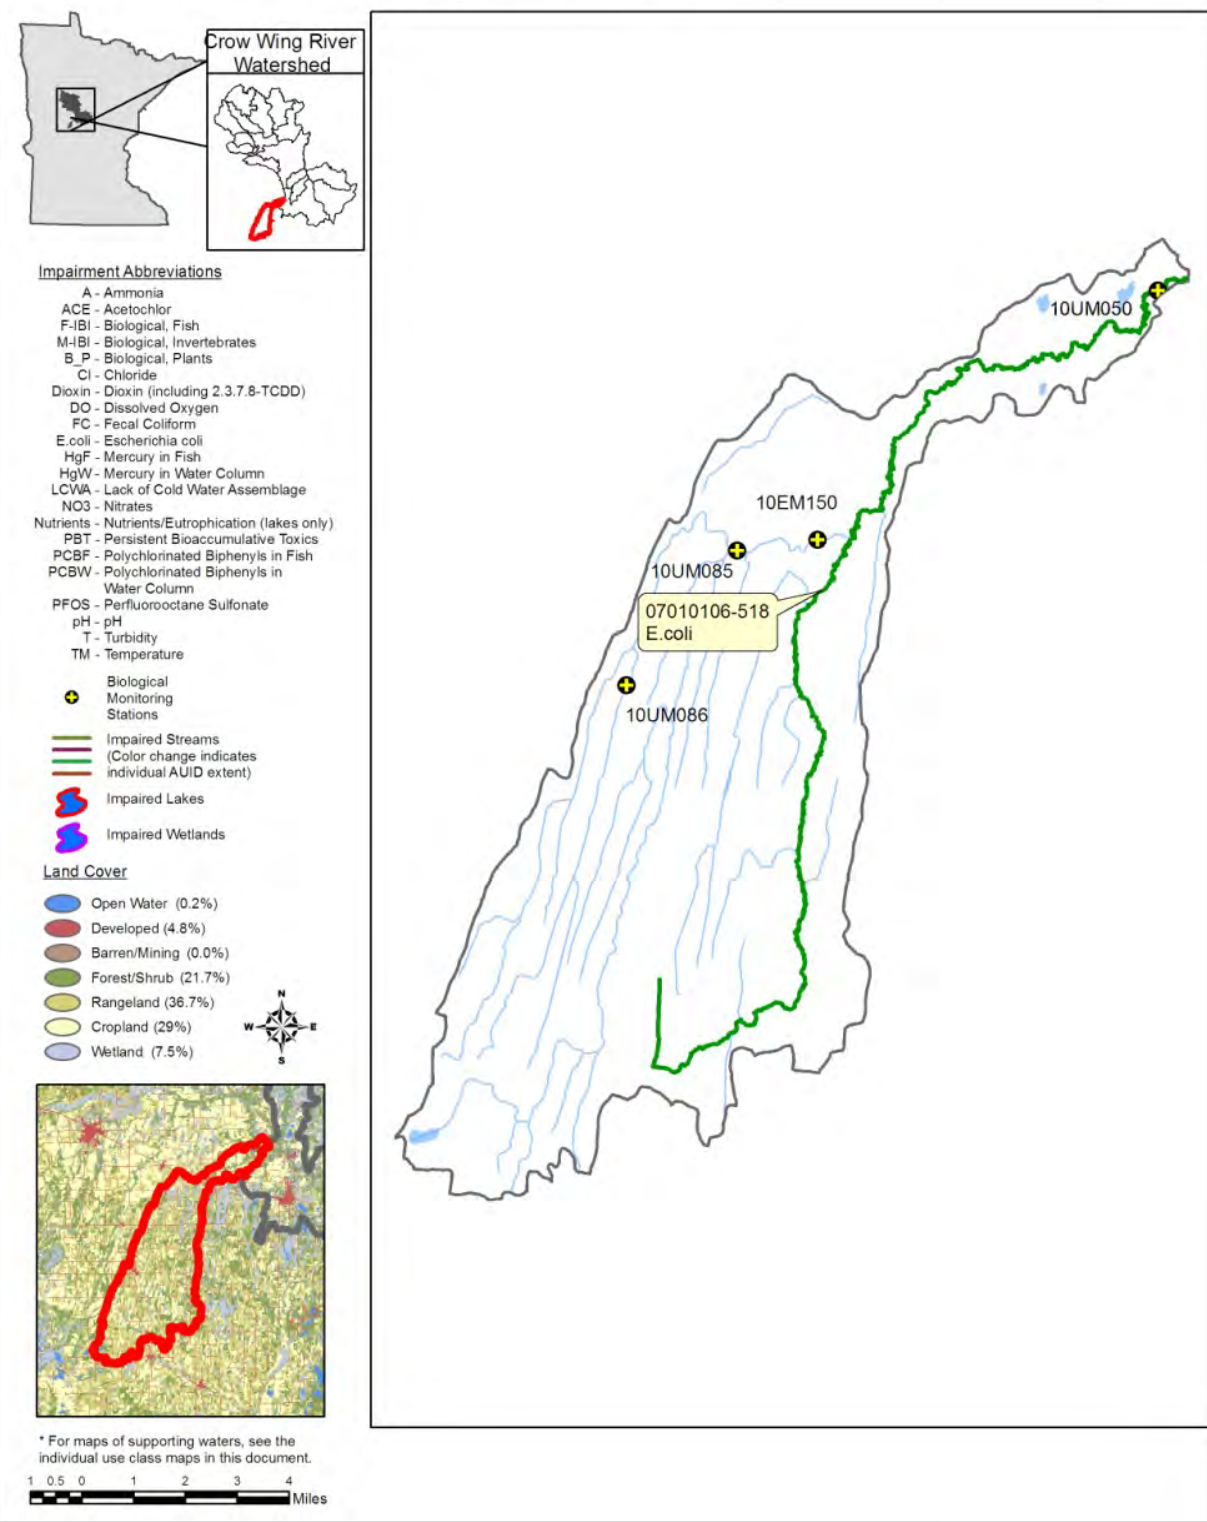 Crow Wing River
Watershed
Impairment Abbreviations
A - Ammonia
ACE - Acetochlor
F-IBI - Biological, Fish
M-IBI - Biological, Invertebrates
B_P - Biological, Plants
Cl - Chloride
Dioxin - Dioxin (including 2.3.7.8-TCDD)
DO - Dissolved Oxygen
FC - Fecal Coliform
E.coli - Escherichia coli
HgF - Mercury in Fish
HgW - Mercury in Water Column
LCWA - Lack of Cold Water Assemblage
NO3 - Nitrates
Nutrients - Nutrients/Eutrophication (lakes only)
PBT - Persistent Bioaccumulative Toxics
PCBF - Polychlorinated Biphenyls in Fish
PCBW - Polychlorinated Biphenyls in
Water Column
PFOS - Perfluorooctane Sulfonate
pH - pH
T - Turbidity
TM - Temperature
Biological
Monitoring
Stations
Impaired Streams
(Color change indicates
individual AUID extent)
Impaired Lakes
Impaired Wetlands
Land Cover
Open Water (0.2%)
Developed (4.8%)
Barren/Mining (0.0%)
Forest/Shrub (21.7%)
Rangeland (36.7%)
Cropland (29%)
Wetland (7.5%)
N
W E
S
* For maps of supporting waters, see the
individual use class maps in this document.
1 0.5 0 1 2 3 4
Miles
10UM050
10EM150
10UM085
07010106-518
E.coli
10UM086